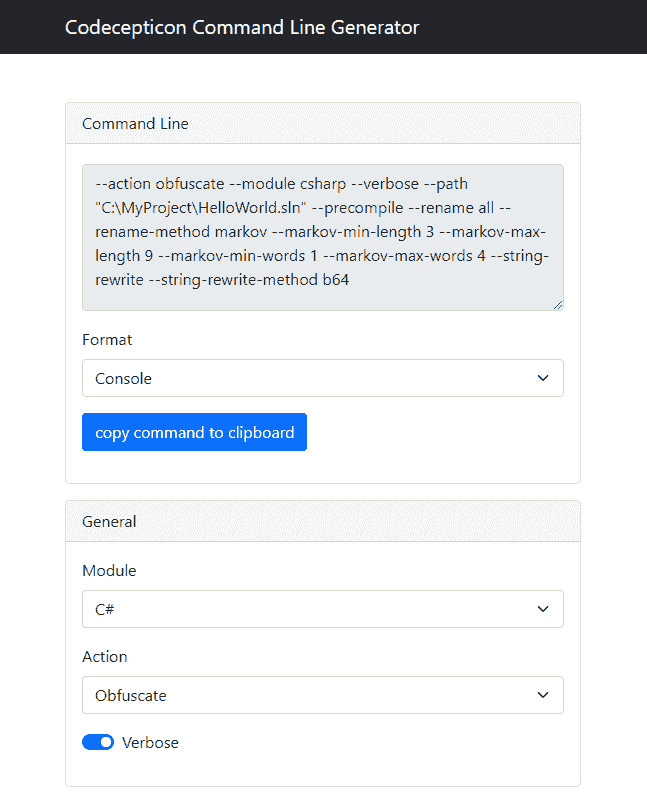 Codecepticon Command Line Generator
Command Line
--action obfuscate --module csharp --verbose --path
"C:\MyProject\HelloWorld.sln" --precompile --rename all --
rename-method markov --markov-min-length 3 --markov-max-
length 9 --markov-min-words 1 --markov-max-words 4 --string-
rewrite --string-rewrite-method b64
Format
Console
copy command to clipboard
General
Module
C#
Action
Obfuscate
Verbose